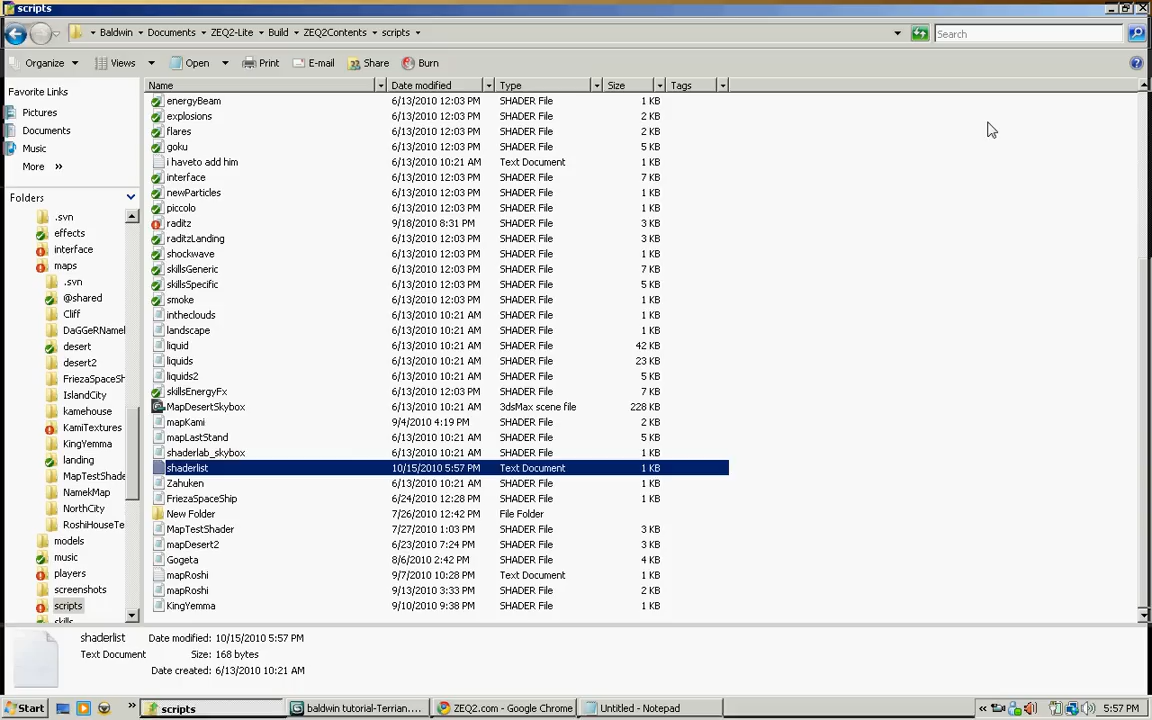 scripts
Baldwin ▸ Documents ▸ ZEQ2-Lite ▸ Build ▸ ZEQ2Contents ▸ scripts
Search
Organize Views Open Print E-mail Share Burn
Favorite Links
Pictures
Documents
Music
More »
Folders
.svn
effects
interface
maps
.svn
@shared
Cliff
DaGGeRNamel
desert
desert2
FriezaSpaceSh
IslandCity
kamehouse
KamiTextures
KingYemma
landing
MapTestShade
NamekMap
NorthCity
RoshiHouseTe
models
music
players
screenshots
scripts
skills
Name Date modified Type Size Tags
energyBeam 6/13/2010 12:03 PM SHADER File 1 KB
explosions 6/13/2010 12:03 PM SHADER File 2 KB
flares 6/13/2010 12:03 PM SHADER File 2 KB
goku 6/13/2010 12:03 PM SHADER File 5 KB
i haveto add him 6/13/2010 10:21 AM Text Document 1 KB
interface 6/13/2010 12:03 PM SHADER File 7 KB
newParticles 6/13/2010 12:03 PM SHADER File 1 KB
piccolo 6/13/2010 12:03 PM SHADER File 1 KB
raditz 9/18/2010 8:31 PM SHADER File 3 KB
raditzLanding 6/13/2010 12:03 PM SHADER File 3 KB
shockwave 6/13/2010 12:03 PM SHADER File 1 KB
skillsGeneric 6/13/2010 12:03 PM SHADER File 7 KB
skillsSpecific 6/13/2010 12:03 PM SHADER File 5 KB
smoke 6/13/2010 12:03 PM SHADER File 1 KB
intheclouds 6/13/2010 10:21 AM SHADER File 1 KB
landscape 6/13/2010 10:21 AM SHADER File 1 KB
liquid 6/13/2010 10:21 AM SHADER File 42 KB
liquids 6/13/2010 10:21 AM SHADER File 23 KB
liquids2 6/13/2010 10:21 AM SHADER File 5 KB
skillsEnergyFx 6/13/2010 12:03 PM SHADER File 7 KB
MapDesertSkybox 6/13/2010 10:21 AM 3dsMax scene file 228 KB
mapKami 9/4/2010 4:19 PM SHADER File 2 KB
mapLastStand 6/13/2010 10:21 AM SHADER File 5 KB
shaderlab_skybox 6/13/2010 10:21 AM SHADER File 1 KB
shaderlist 10/15/2010 5:57 PM Text Document 1 KB
Zahuken 6/13/2010 10:21 AM SHADER File 1 KB
FriezaSpaceShip 6/24/2010 12:28 PM SHADER File 1 KB
New Folder 7/26/2010 12:42 PM File Folder
MapTestShader 7/27/2010 1:03 PM SHADER File 3 KB
mapDesert2 6/23/2010 7:24 PM SHADER File 3 KB
Gogeta 8/6/2010 2:42 PM SHADER File 4 KB
mapRoshi 9/7/2010 10:28 PM Text Document 1 KB
mapRoshi 9/13/2010 3:33 PM SHADER File 2 KB
KingYemma 9/10/2010 9:38 PM SHADER File 1 KB
shaderlist Date modified: 10/15/2010 5:57 PM
Text Document Size: 168 bytes
Date created: 6/13/2010 10:21 AM
Start » scripts baldwin tutorial-Terrian.... ZEQ2.com - Google Chrome Untitled - Notepad « 5:57 PM